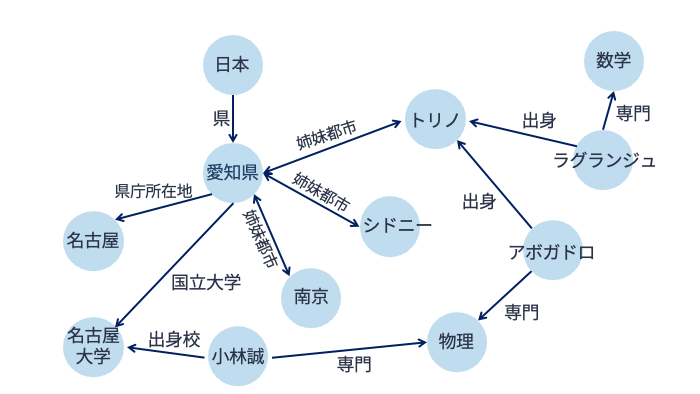 日本
数学
県
姉妹都市
トリノ
出身
専門
ラグランジュ
愛知県
県庁所在地
姉妹都市
出身
姉妹都市
シドニー
名古屋
アボガドロ
国立大学
南京
専門
名古屋
大学
出身校
小林誠
物理
専門